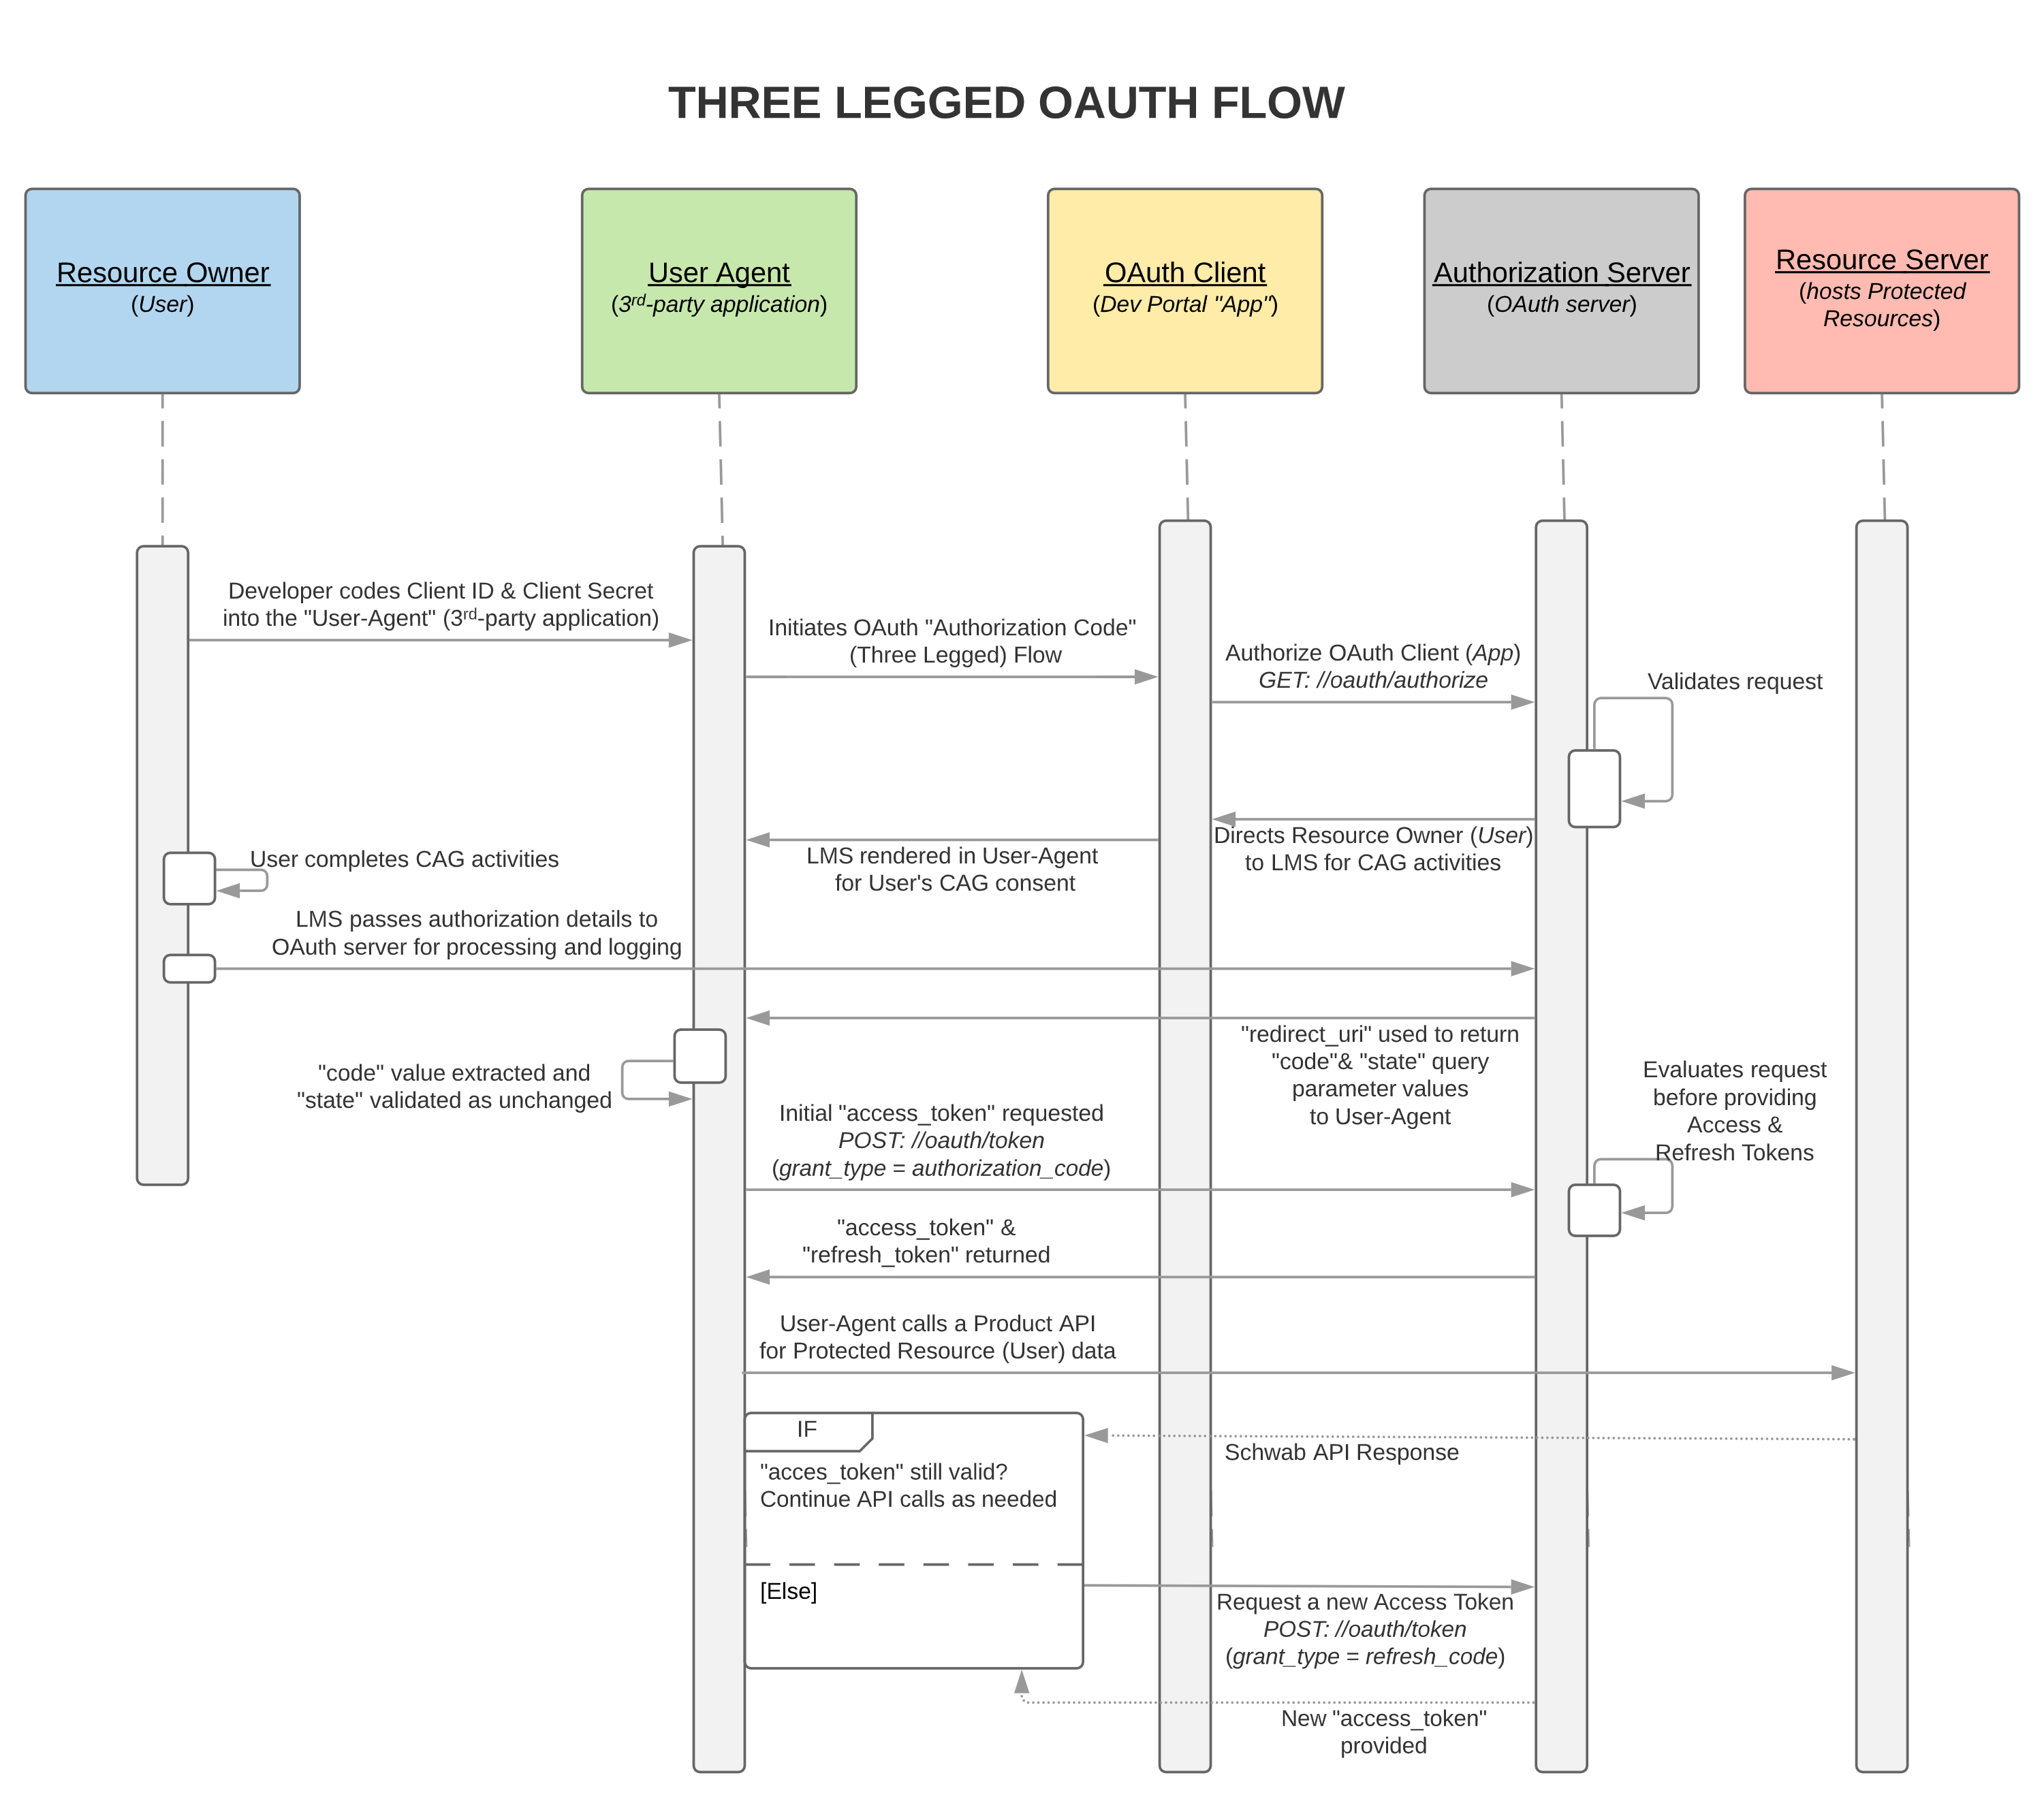 THREE LEGGED OAUTH FLOW
Resource Owner
(User)
User Agent
(3rd-party application)
OAuth Client
(Dev Portal "App")
Authorization Server
(OAuth server)
Resource Server
(hosts Protected
Resources)
Developer codes Client ID & Client Secret
into the "User-Agent" (3rd-party application)
Initiates OAuth "Authorization Code"
(Three Legged) Flow
Authorize OAuth Client (App)
GET: //oauth/authorize
Validates request
Directs Resource Owner (User)
to LMS for CAG activities
LMS rendered in User-Agent
for User's CAG consent
User completes CAG activities
LMS passes authorization details to
OAuth server for processing and logging
"redirect_uri" used to return
"code"& "state" query
parameter values
to User-Agent
"code" value extracted and
"state" validated as unchanged
Initial "access_token" requested
POST: //oauth/token
(grant_type = authorization_code)
Evaluates request
before providing
Access &
Refresh Tokens
"access_token" &
"refresh_token" returned
User-Agent calls a Product API
for Protected Resource (User) data
Schwab API Response
IF
"acces_token" still valid?
Continue API calls as needed
[Else]
Request a new Access Token
POST: //oauth/token
(grant_type = refresh_code)
New "access_token"
provided